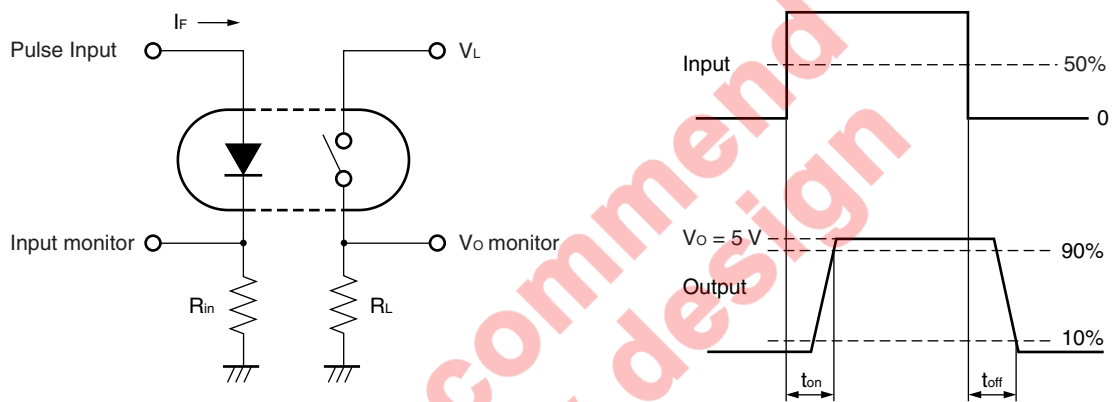 IF
Pulse Input
VL
Input monitor
VO monitor
Rin
RL
Input
50%
0
VO = 5 V
90%
Output
10%
ton
toff
commend
design